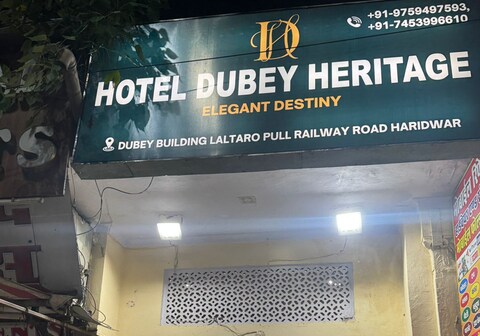 +91-9759497593,
+91-7453996610
HOTEL DUBEY HERITAGE
ELEGANT DESTINY
DUBEY BUILDING LALTARO PULL RAILWAY ROAD HARIDWAR